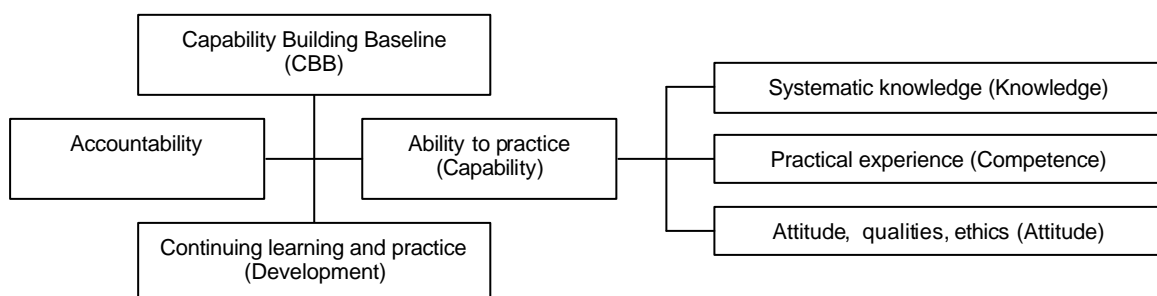 Capability Building Baseline
(CBB)
Accountability
Ability to practice
(Capability)
Continuing learning and practice
(Development)
Systematic knowledge (Knowledge)
Practical experience (Competence)
Attitude, qualities, ethics (Attitude)